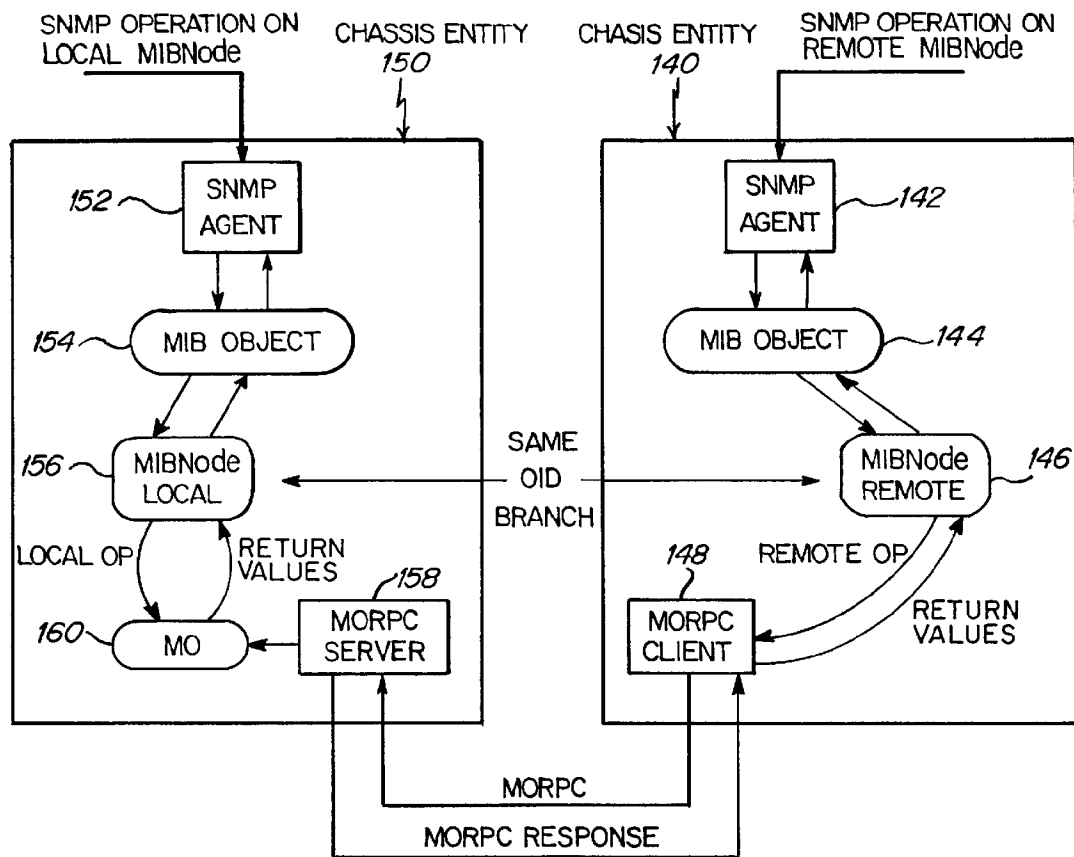 SNMP OPERATION ON
LOCAL MIBNode
CHASSIS ENTITY
150
CHASIS ENTITY
140
SNMP OPERATION ON
REMOTE MIBNode
152
SNMP
AGENT
SNMP
AGENT
142
154
MIB OBJECT
MIB OBJECT
144
156
MIBNode
LOCAL
SAME
OID
BRANCH
MIBNode
REMOTE
146
LOCAL OP
RETURN
VALUES
REMOTE OP
RETURN
VALUES
160
MO
158
MORPC
SERVER
148
MORPC
CLIENT
MORPC
MORPC RESPONSE